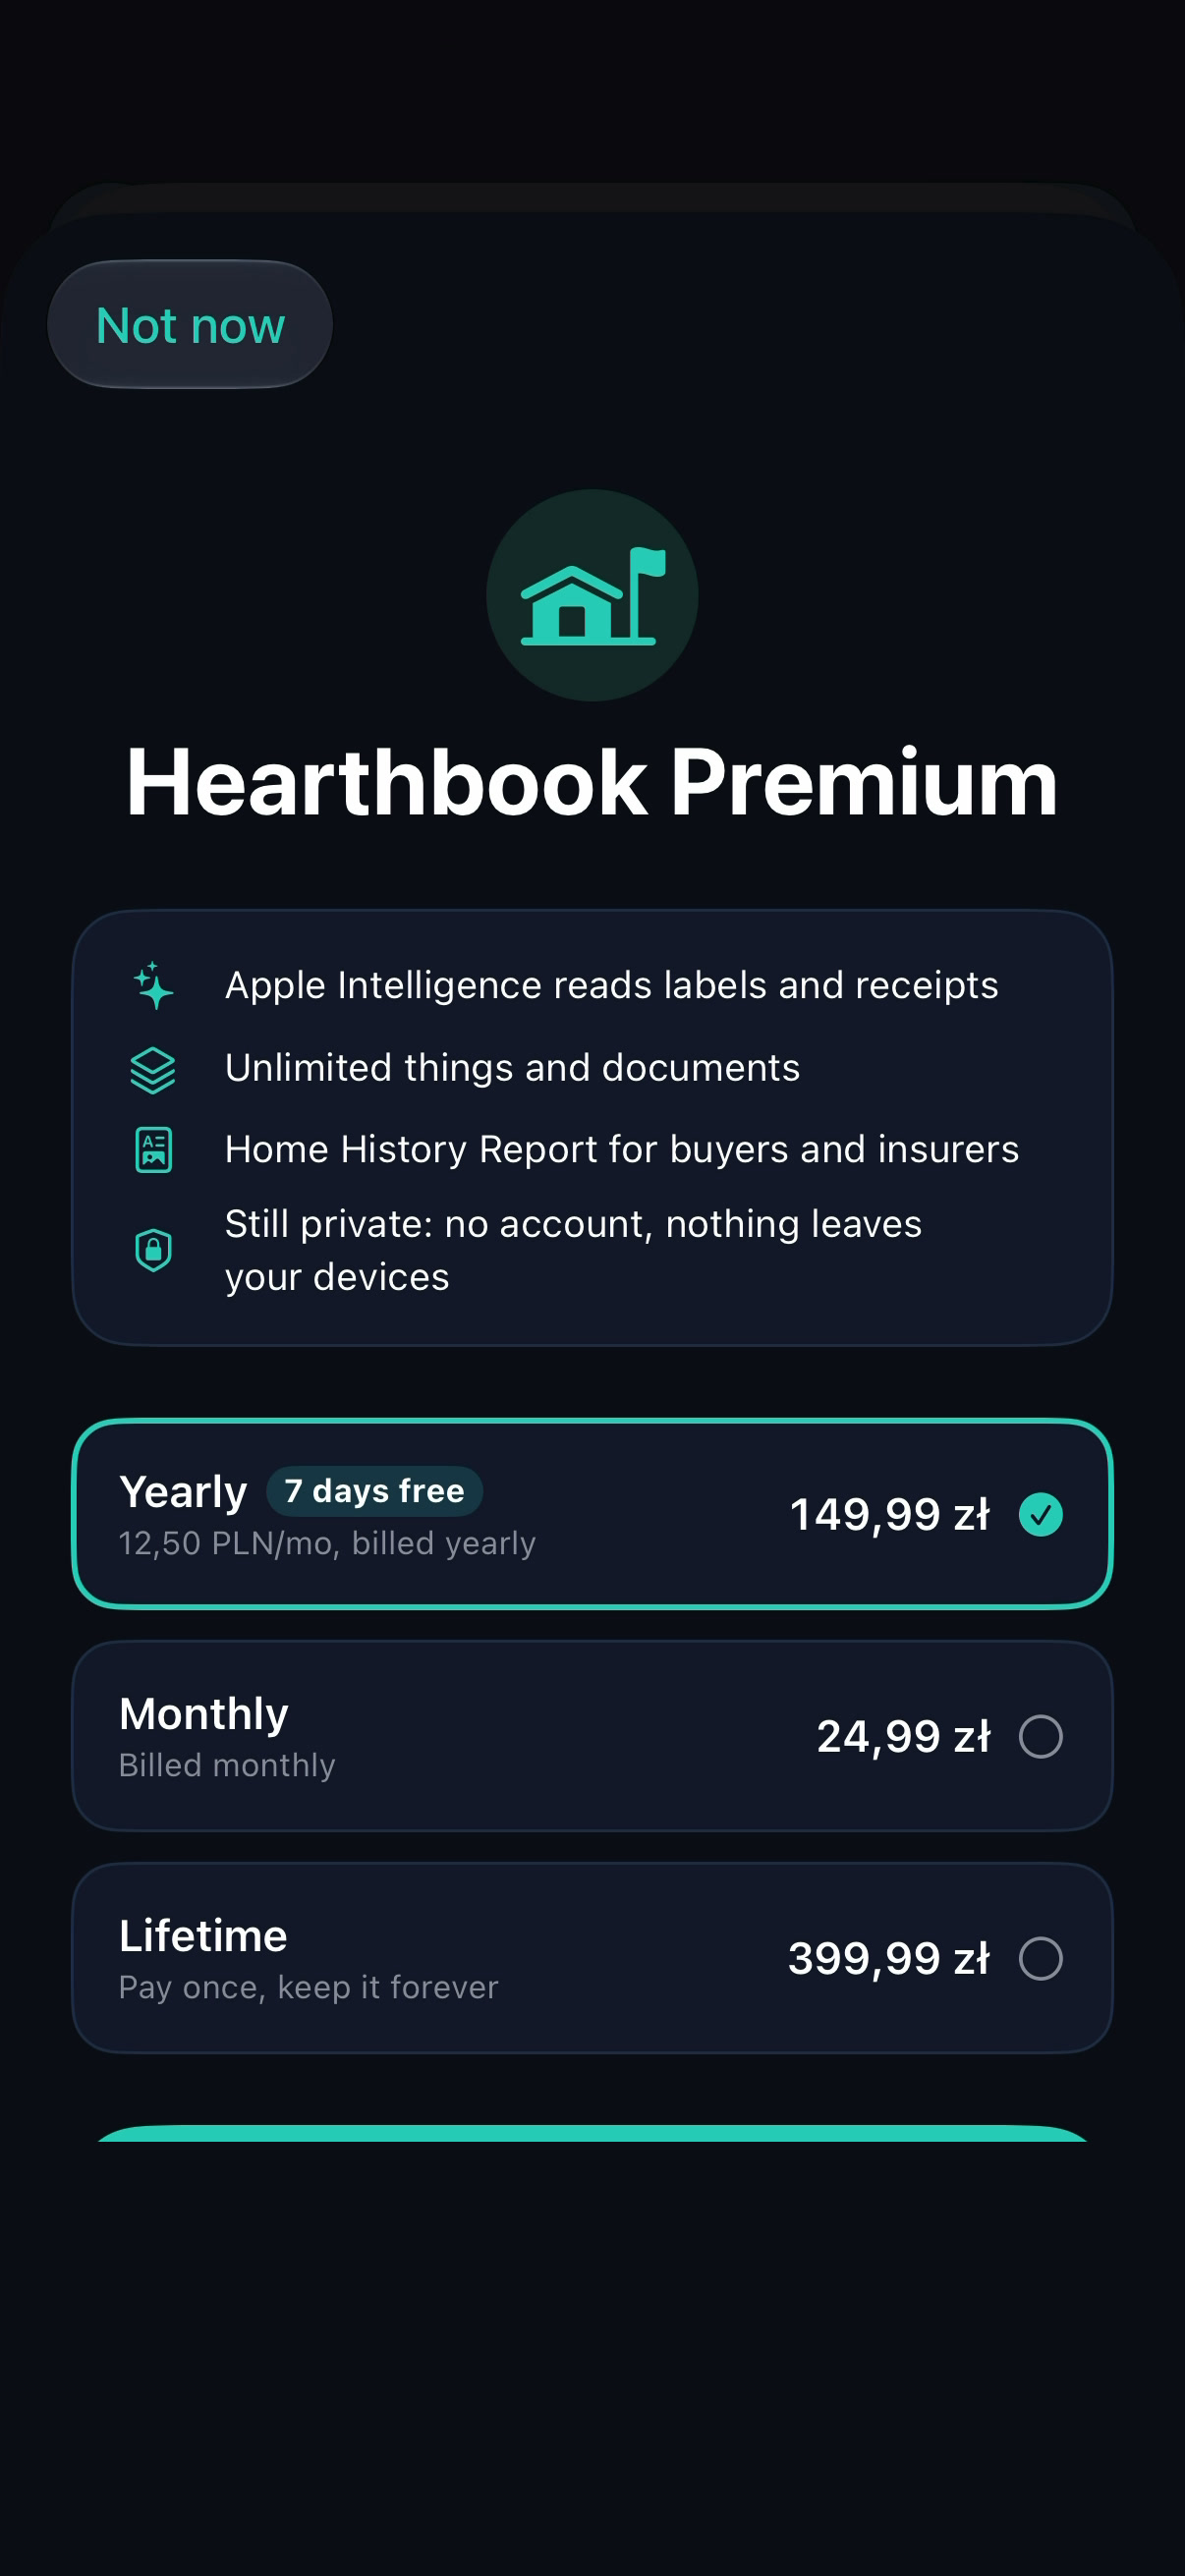 Not now
Hearthbook Premium
Apple Intelligence reads labels and receipts
Unlimited things and documents
Home History Report for buyers and insurers
Still private: no account, nothing leaves
your devices
Yearly 7 days free
149,99 zł
12,50 PLN/mo, billed yearly
Monthly
24,99 zł
Billed monthly
Lifetime
399,99 zł
Pay once, keep it forever